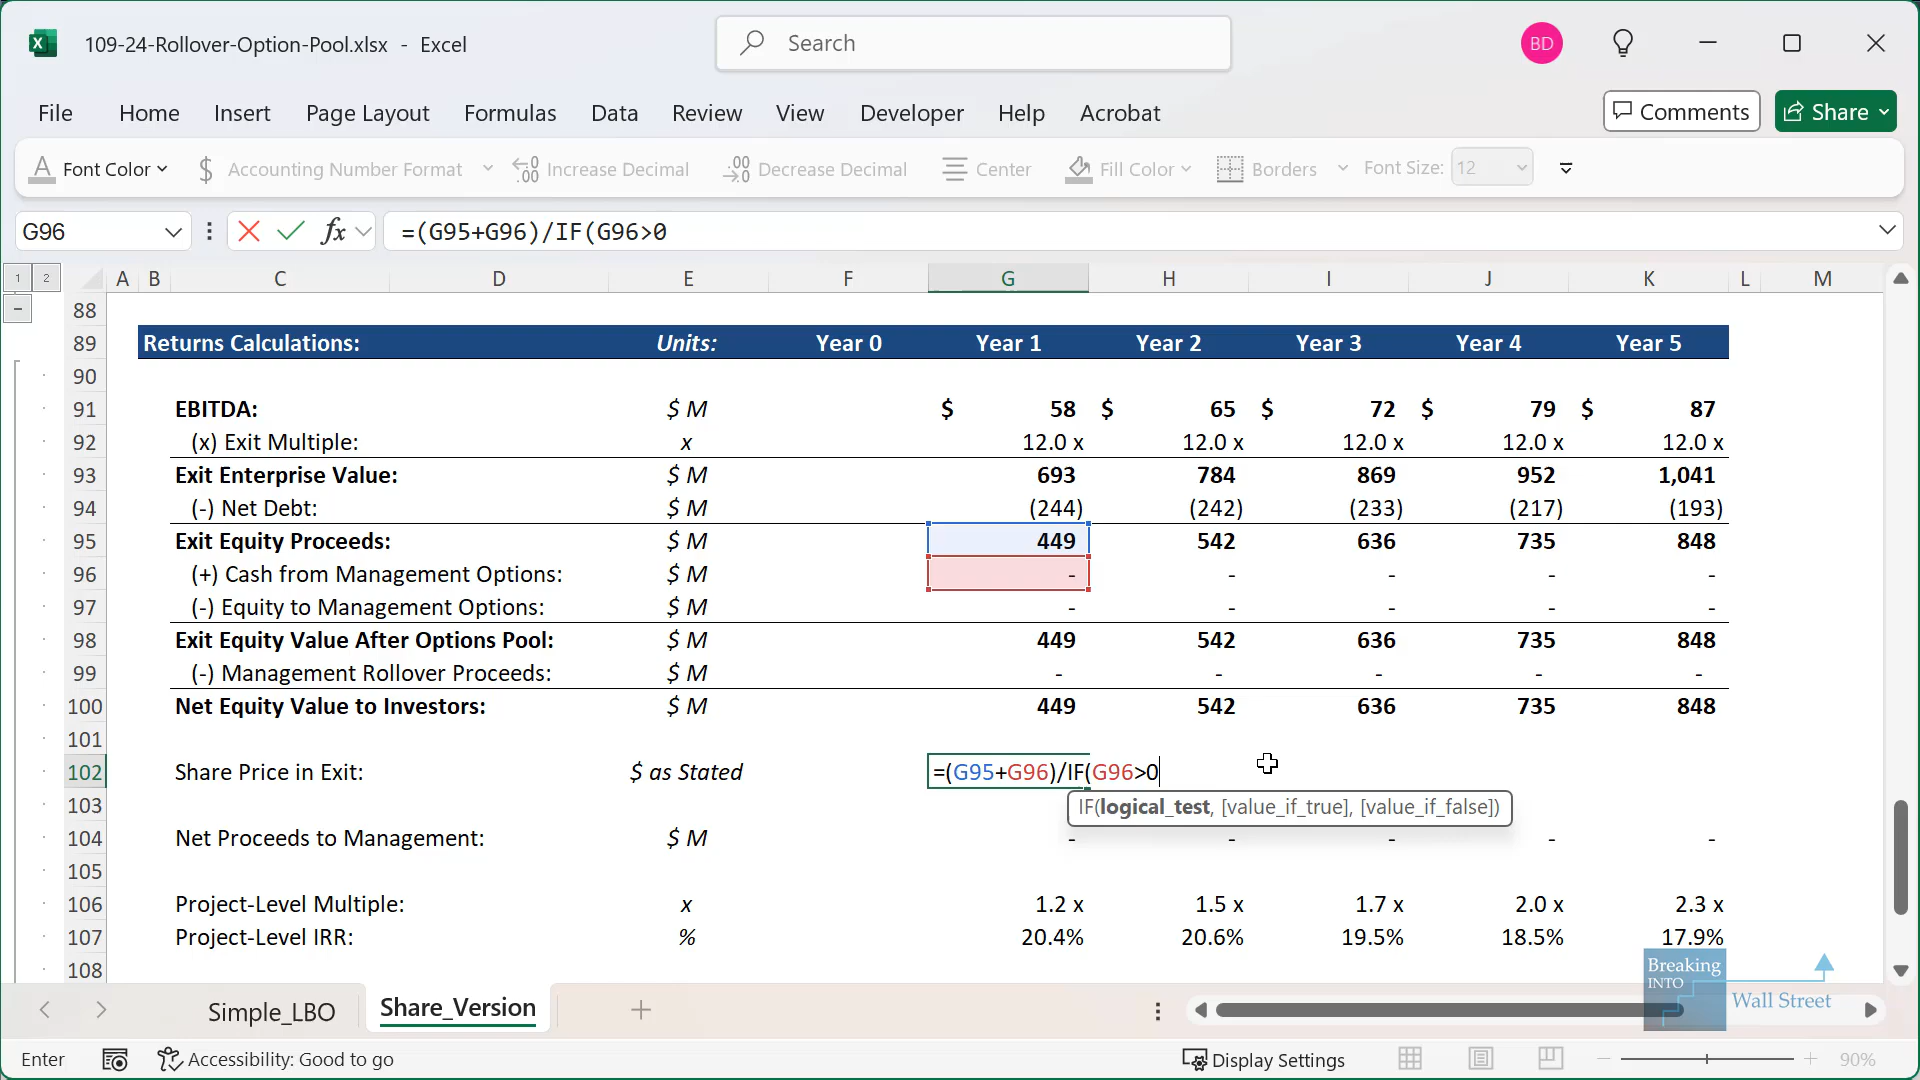 109-24-Rollover-Option-Pool.xlsx - Excel
Search
BD
File Home Insert Page Layout Formulas Data Review View Developer Help Acrobat
Comments Share
Font Color $ Accounting Number Format Increase Decimal Decrease Decimal Center Fill Color Borders Font Size: 12
G96 fx =(G95+G96)/IF(G96>0
1 2 A B C D E F G H I J K L M
88
89 Returns Calculations: Units: Year 0 Year 1 Year 2 Year 3 Year 4 Year 5
90
91 EBITDA: $ M $ 58 $ 65 $ 72 $ 79 $ 87
92 (x) Exit Multiple: x 12.0 x 12.0 x 12.0 x 12.0 x 12.0 x
93 Exit Enterprise Value: $ M 693 784 869 952 1,041
94 (-) Net Debt: $ M (244) (242) (233) (217) (193)
95 Exit Equity Proceeds: $ M 449 542 636 735 848
96 (+) Cash from Management Options: $ M - - - - -
97 (-) Equity to Management Options: $ M - - - - -
98 Exit Equity Value After Options Pool: $ M 449 542 636 735 848
99 (-) Management Rollover Proceeds: $ M - - - - -
100 Net Equity Value to Investors: $ M 449 542 636 735 848
101
102 Share Price in Exit: $ as Stated =(G95+G96)/IF(G96>0
103 IF(logical_test, [value_if_true], [value_if_false])
104 Net Proceeds to Management: $ M - - - - -
105
106 Project-Level Multiple: x 1.2 x 1.5 x 1.7 x 2.0 x 2.3 x
107 Project-Level IRR: % 20.4% 20.6% 19.5% 18.5% 17.9%
108
Breaking
INTO
Wall Street
Simple_LBO Share_Version
Enter Accessibility: Good to go Display Settings 90%